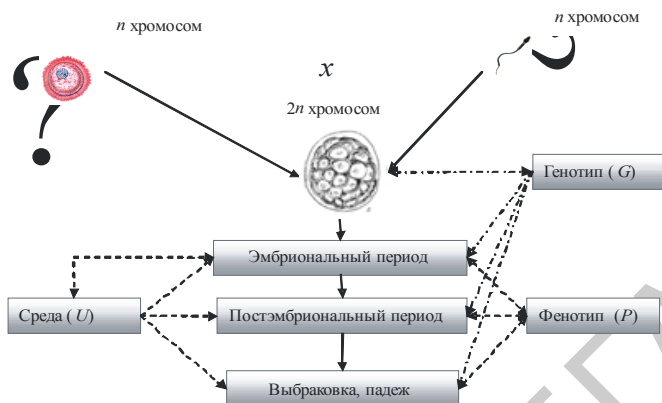 n хромосом
n хромосом
x
2n хромосом
Генотип (G)
Эмбриональный период
Среда (U)
Постэмбриональный период
Фенотип (P)
Выбраковка, падеж